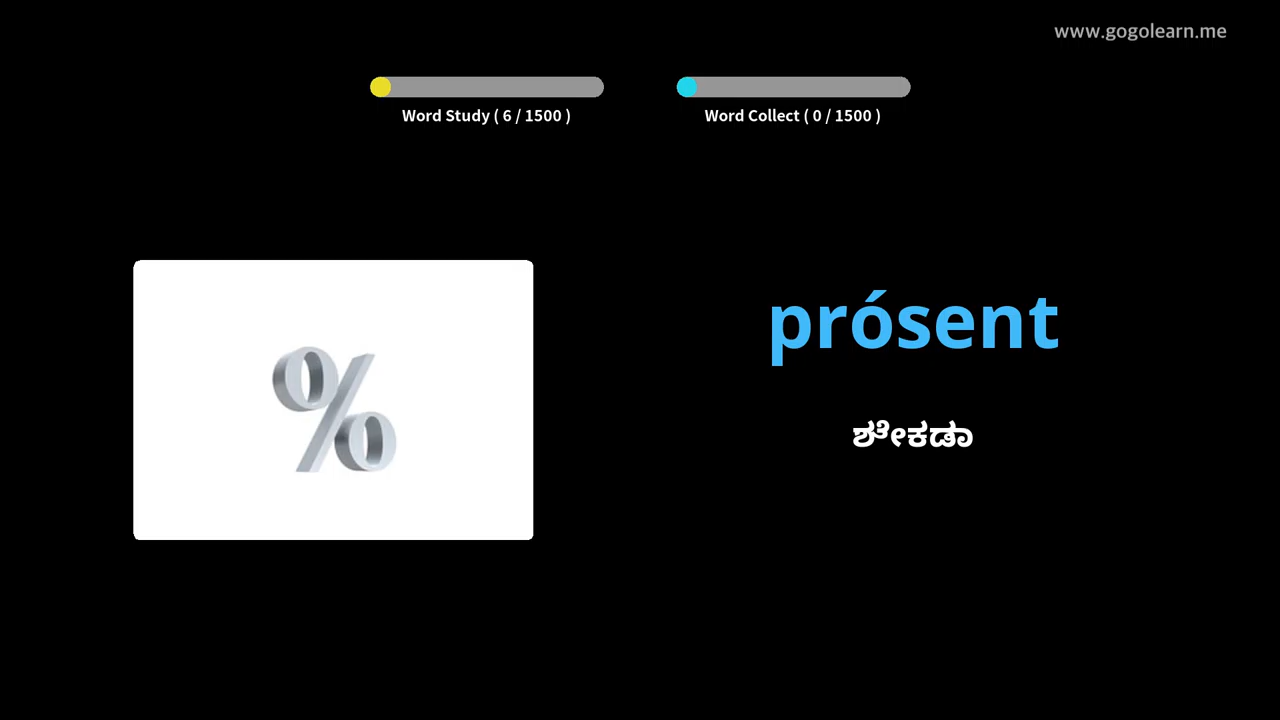 www.gogolearn.me
Word Study ( 6 / 1500 )
Word Collect ( 0 / 1500 )
%
prósent
ಶೇಕಡಾ